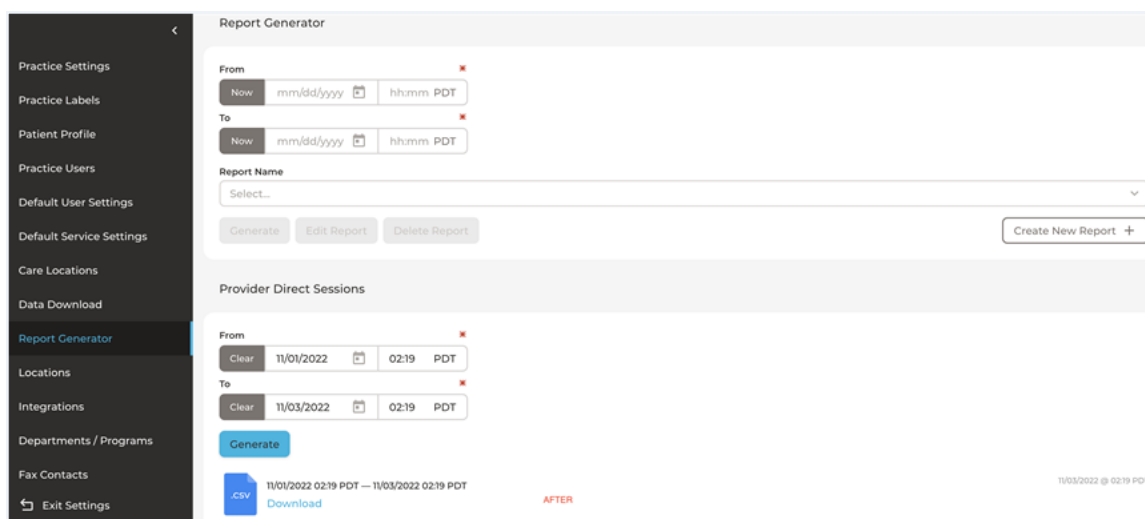 Practice Settings
Practice Labels
Patient Profile
Practice Users
Default User Settings
Default Service Settings
Care Locations
Data Download
Report Generator
Locations
Integrations
Departments / Programs
Fax Contacts
Exit Settings
Report Generator
From
Now mm/dd/yyyy hh:mm PDT
To
Now mm/dd/yyyy hh:mm PDT
Report Name
Select...
Generate Edit Report Delete Report Create New Report +
Provider Direct Sessions
From
Clear 11/01/2022 02:19 PDT
To
Clear 11/03/2022 02:19 PDT
Generate
.csv
11/01/2022 02:19 PDT — 11/03/2022 02:19 PDT
Download
AFTER
11/03/2022 @ 02:19 PD